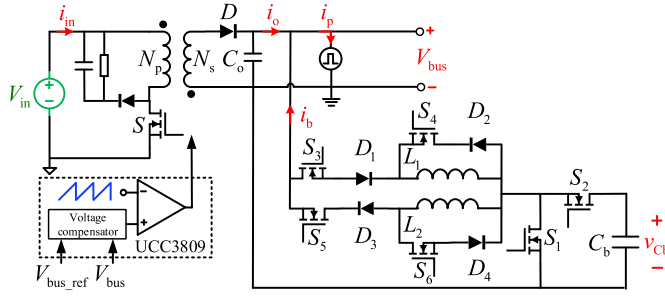 i_in
D
i_o
i_p
+
N_p
N_s
C_o
V_bus
V_in
+
−
−
S
S_4
D_2
i_b
S_3
D_1
L_1
S_2
+
−
+
Voltage
compensator
UCC3809
S_5
D_3
L_2
S_6
D_4
S_1
C_b
+
v_Cb
−
V_bus_ref
V_bus